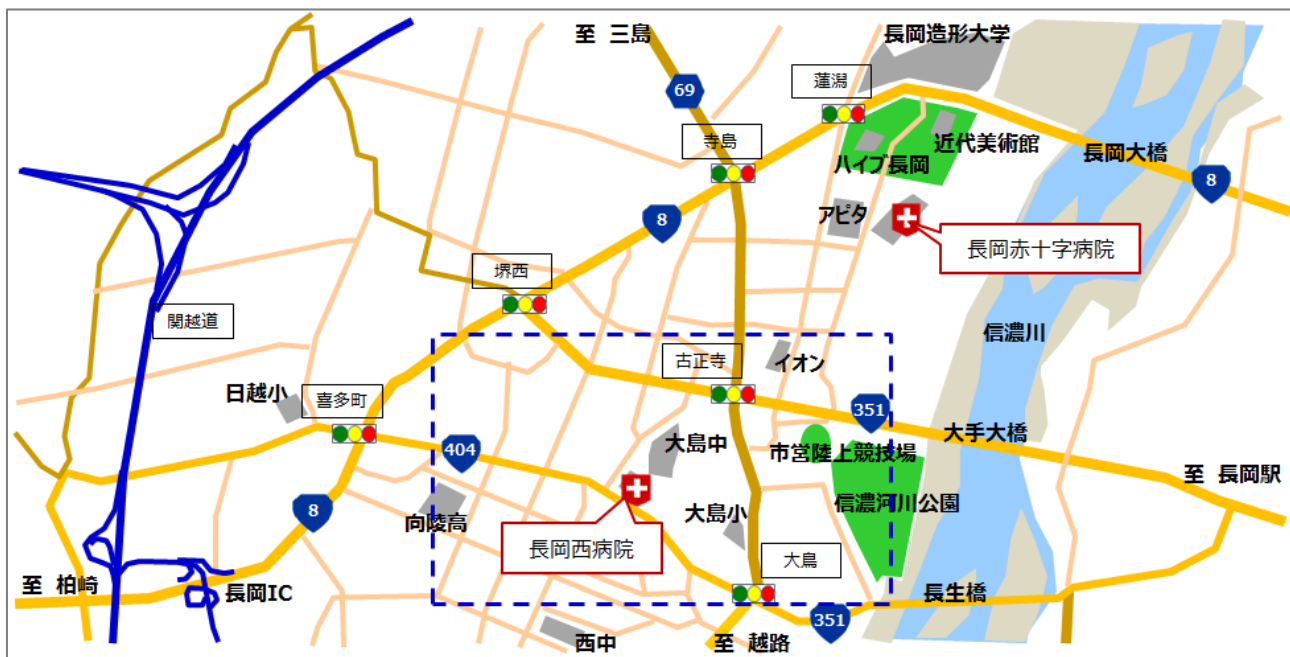 至 三島
長岡造形大学
蓮潟
69
寺島
近代美術館
ハイブ長岡
長岡大橋
8
8
アピタ
長岡赤十字病院
堺西
関越道
信濃川
古正寺
イオン
日越小
喜多町
351
大手大橋
大島中
市営陸上競技場
404
至 長岡駅
信濃河川公園
8
向陵高
大島小
長岡西病院
大鳥
至 柏崎
長岡IC
長生橋
351
西中
至 越路